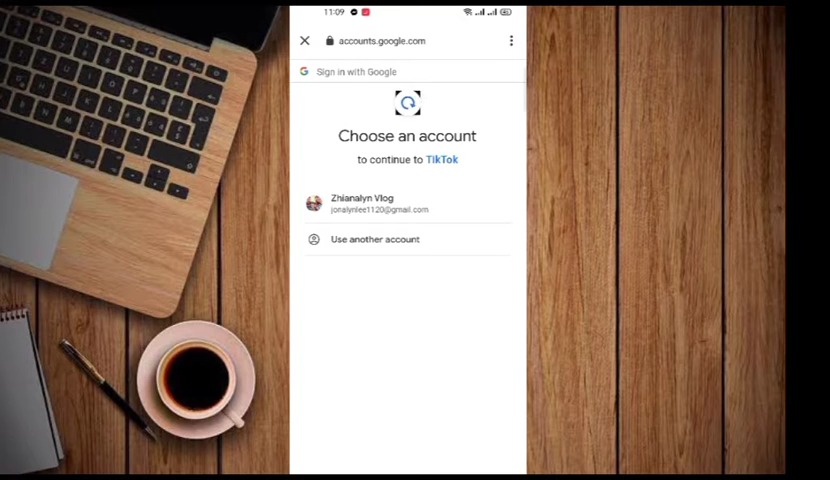 11:09
accounts.google.com
Sign in with Google
Choose an account
to continue to TikTok
Zhianalyn Vlog
jonalynlee1120@gmail.com
Use another account